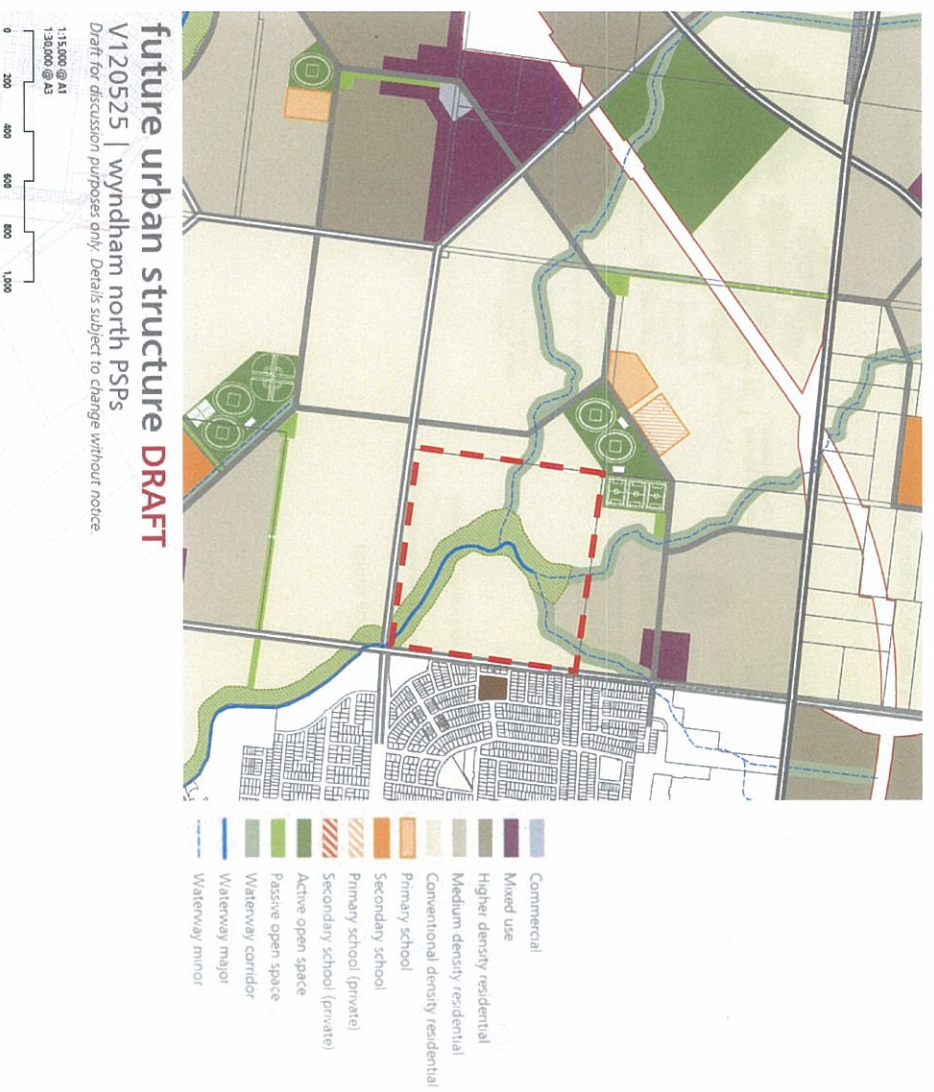 future urban structure DRAFT
V120525 | wyndham north PSPs
Draft for discussion purposes only. Details subject to change without notice.
1:15,000 @ A1
1:30,000 @ A3
0 200 400 600 800 1,000
Commercial
Mixed use
Higher density residential
Medium density residential
Conventional density residential
Primary school
Secondary school
Primary school (private)
Secondary school (private)
Active open space
Passive open space
Waterway corridor
Waterway major
Waterway minor